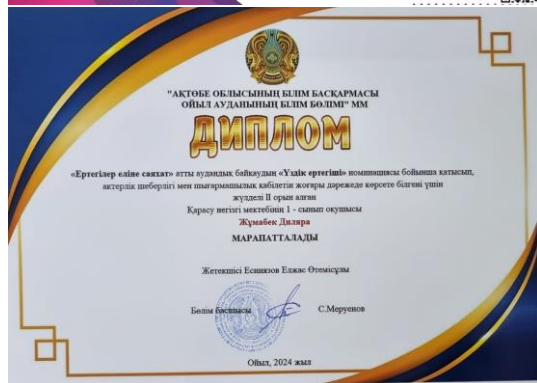 "АҚТӨБЕ ОБЛЫСЫНЫҢ БІЛІМ БАСҚАРМАСЫ
ОЙЫЛ АУДАНЫНЫҢ БІЛІМ БӨЛІМІ" ММ
ДИПЛОМ
«Ертегілер еліне саяхат» атты аудандық байқаудың «Үздік ертегіші» номинациясы бойынша қатысып,
актерлік шеберлігі мен шығармашылық қабілетін жоғары дәрежеде көрсете білгені үшін
жүлделі II орын алған
Қарасу негізгі мектебінің 1 - сынып оқушысы
Жұмабек Диляра
МАРАПАТТАЛАДЫ
Жетекшісі Есниязов Елжас Өтемісұлы
Бөлім басшысы С.Меруенов
Ойыл, 2024 жыл